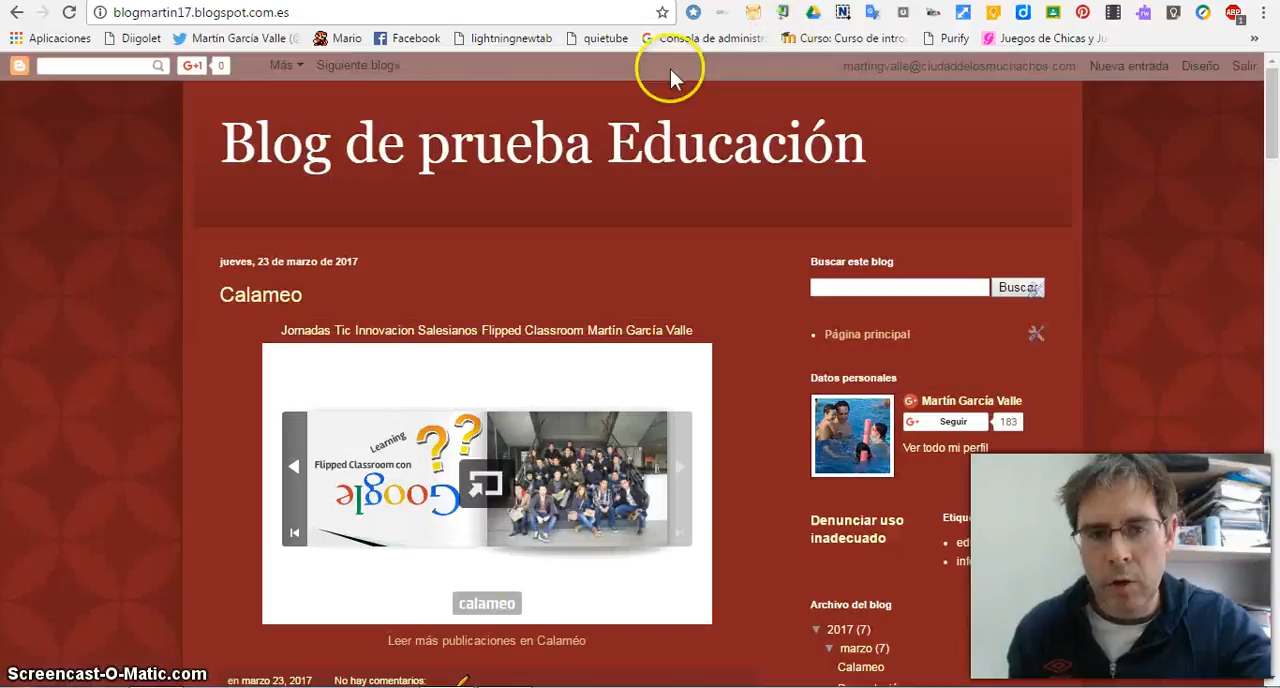 blogmartin17.blogspot.com.es
Aplicaciones Diigolet Martín García Valle (@ Mario Facebook lightningnewtab quietube Consola de administ Curso: Curso de intro Purify Juegos de Chicas y Ju »
G+1 0 Más Siguiente blog» martingvalle@ciudaddelosmuchachos.com Nueva entrada Diseño Salir
Blog de prueba Educación
jueves, 23 de marzo de 2017
Calameo
Jornadas Tic Innovacion Salesianos Flipped Classroom Martín García Valle
Learning
Flipped Classroom con
Google
calameo
Leer más publicaciones en Calaméo
en marzo 23, 2017 No hay comentarios:
Buscar este blog
Buscar
Página principal
Datos personales
Martín García Valle
G+ Seguir 183
Ver todo mi perfil
Denunciar uso
inadecuado
Archivo del blog
2017 (7)
marzo (7)
Calameo
Screencast-O-Matic.com